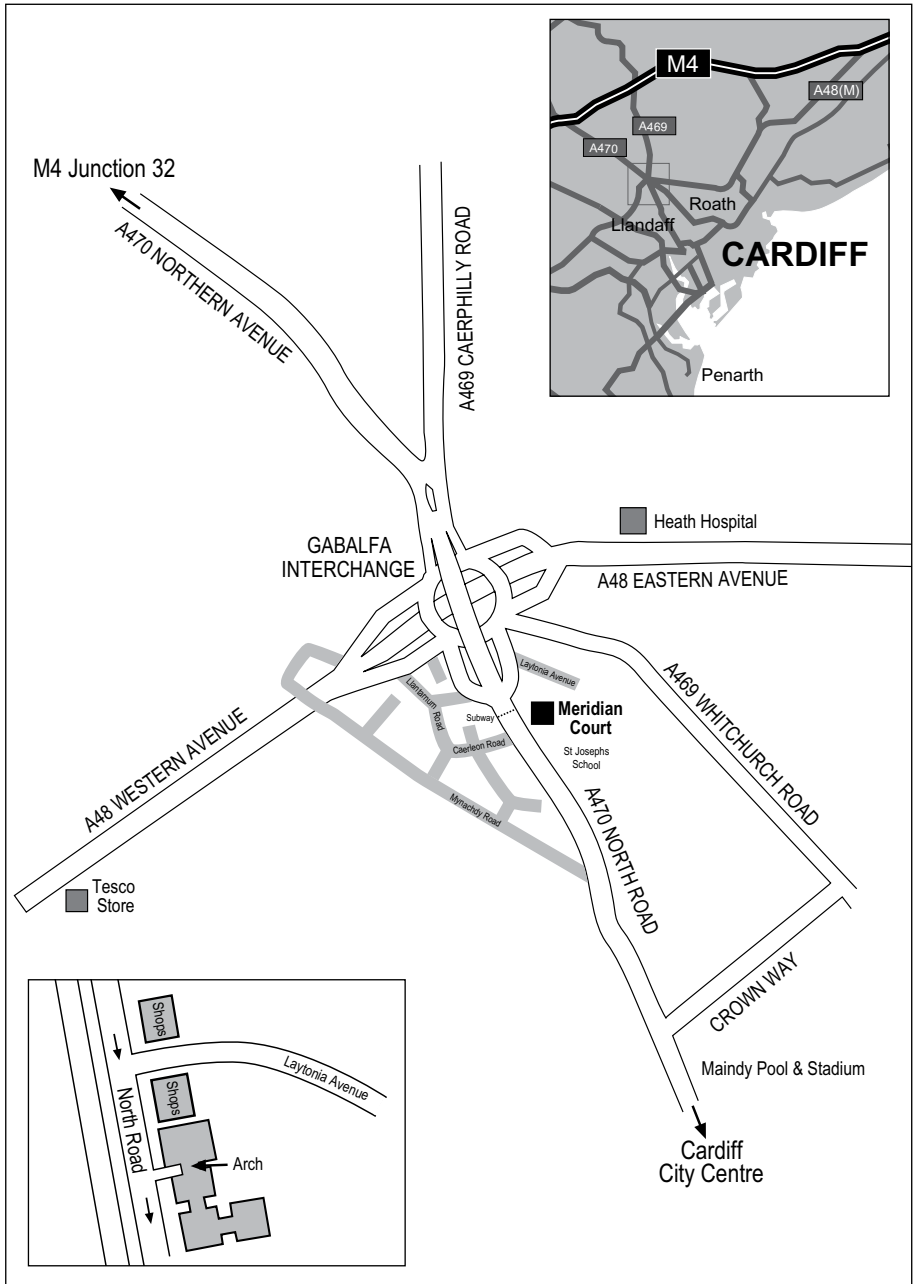 M4
A48(M)
A469
A470
Roath
Llandaff
CARDIFF
Penarth
M4 Junction 32
A470 NORTHERN AVENUE
A469 CAERPHILLY ROAD
Heath Hospital
GABALFA
INTERCHANGE
A48 EASTERN AVENUE
Laytonia Avenue
Llantarnum Road
Subway
Meridian
Court
Caerleon Road
St Josephs
School
A469 WHITCHURCH ROAD
A48 WESTERN AVENUE
Mynachdy Road
A470 NORTH ROAD
Tesco
Store
CROWN WAY
Maindy Pool & Stadium
Cardiff
City Centre
Shops
Laytonia Avenue
Shops
North Road
Arch